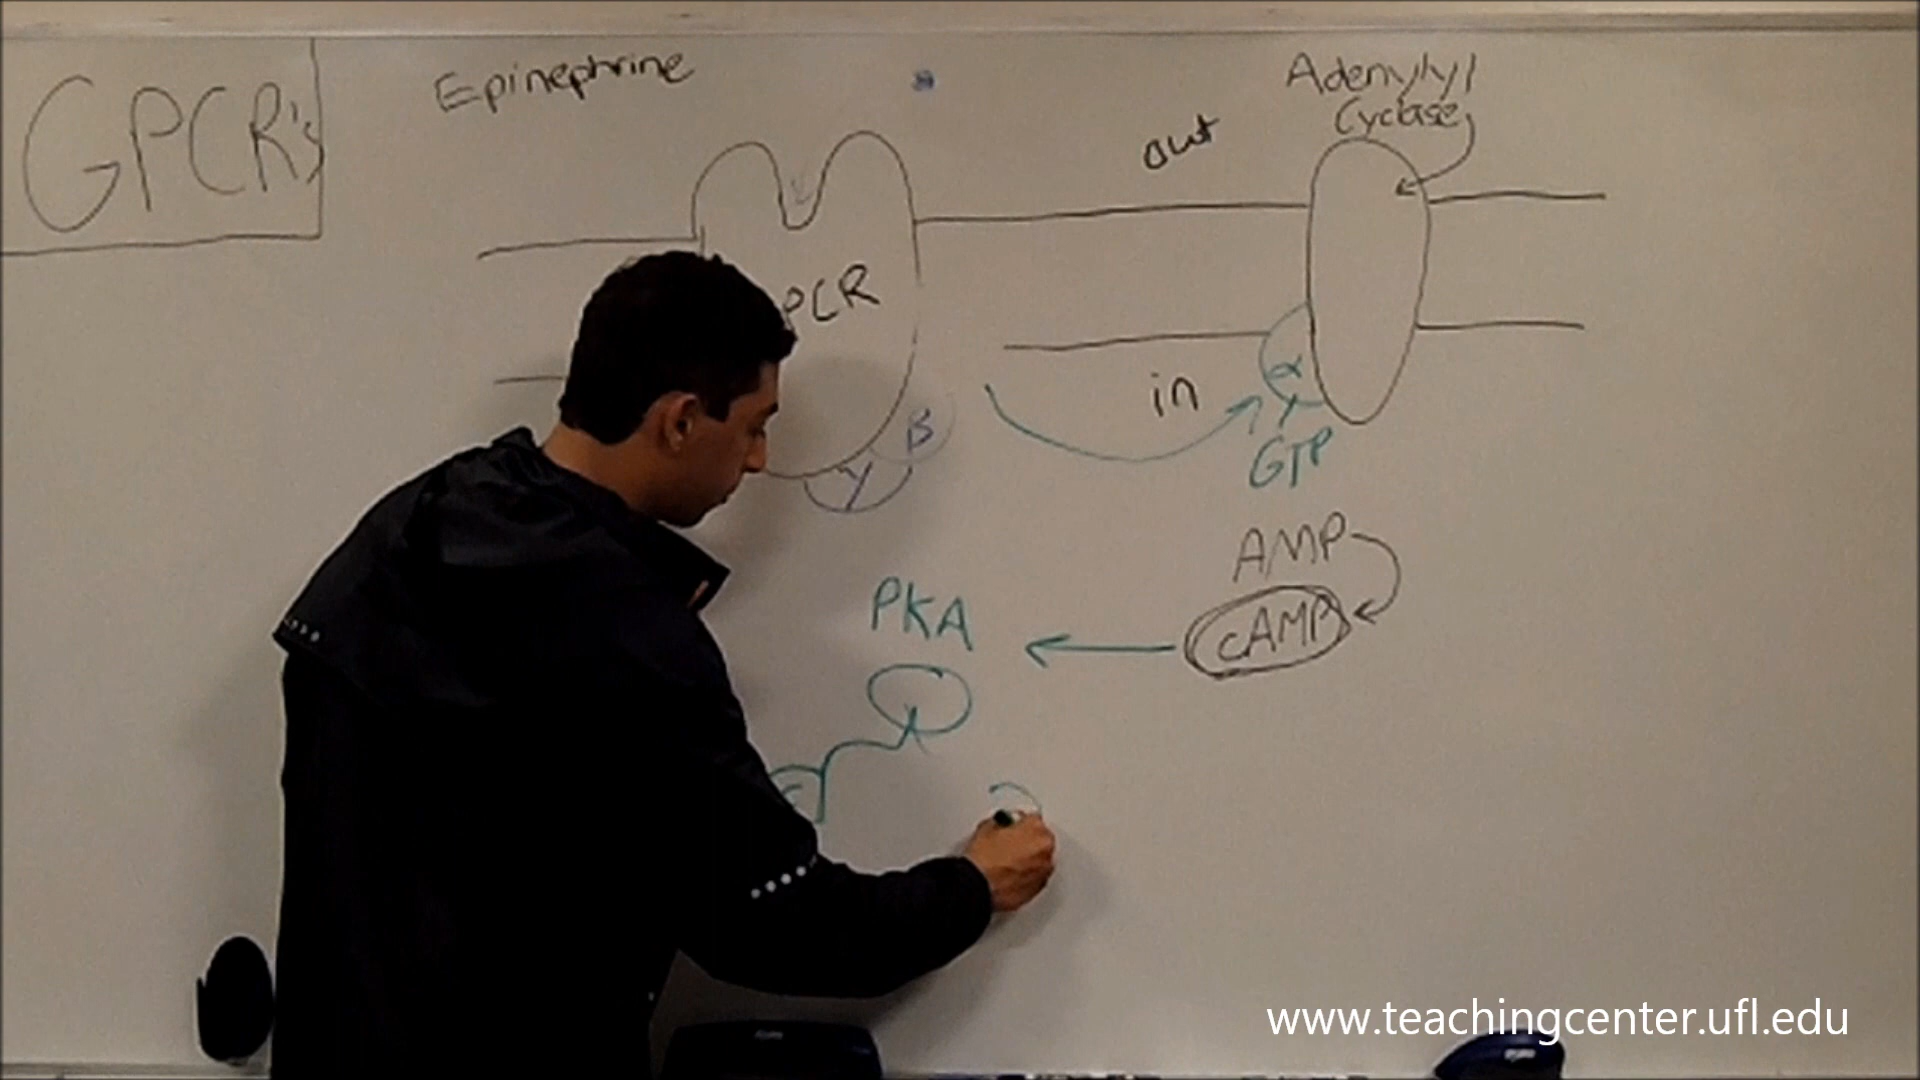 GPCR's
Epinephrine
Adenylyl
Cyclase
out
PCR
in
α
β
γ
GTP
AMP
cAMP
PKA
www.teachingcenter.ufl.edu